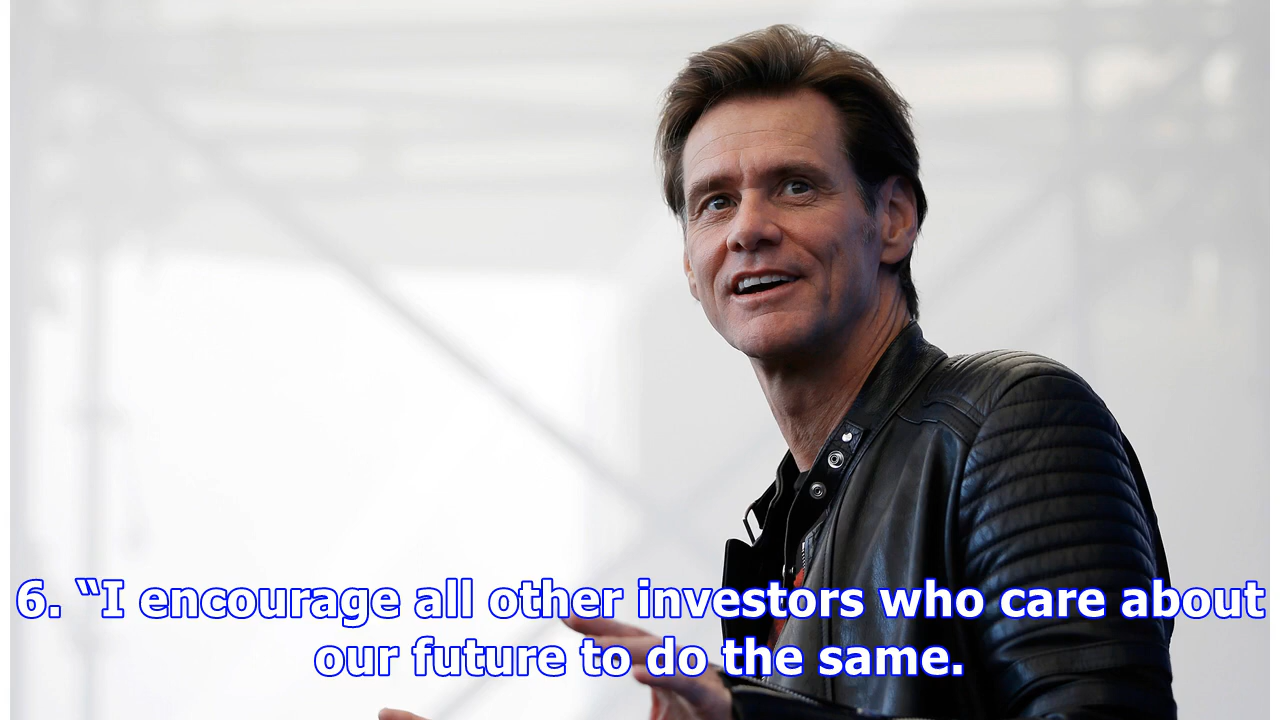 6. “I encourage all other investors who care about
our future to do the same.